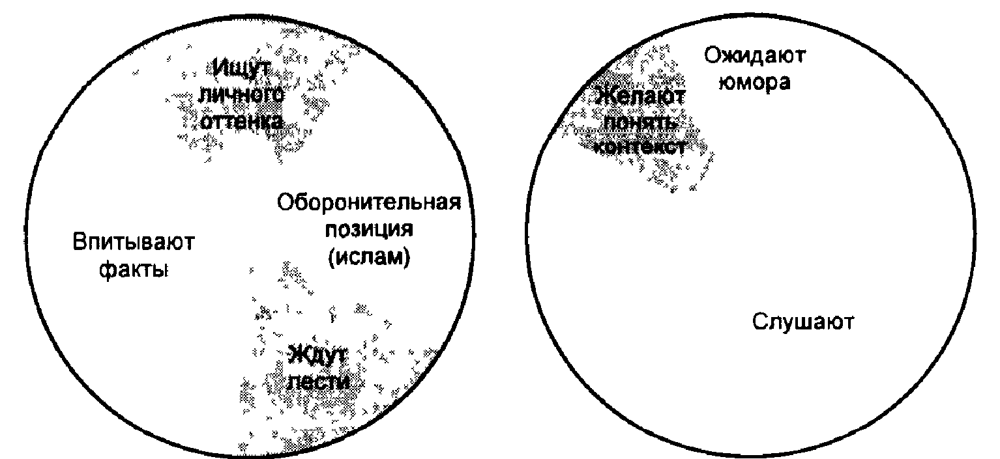 Ищут
личного
оттенка
Оборонительная
позиция
(ислам)
Впитывают
факты
Ждут
лести
Ожидают
юмора
Желают
понять
контекст
Слушают